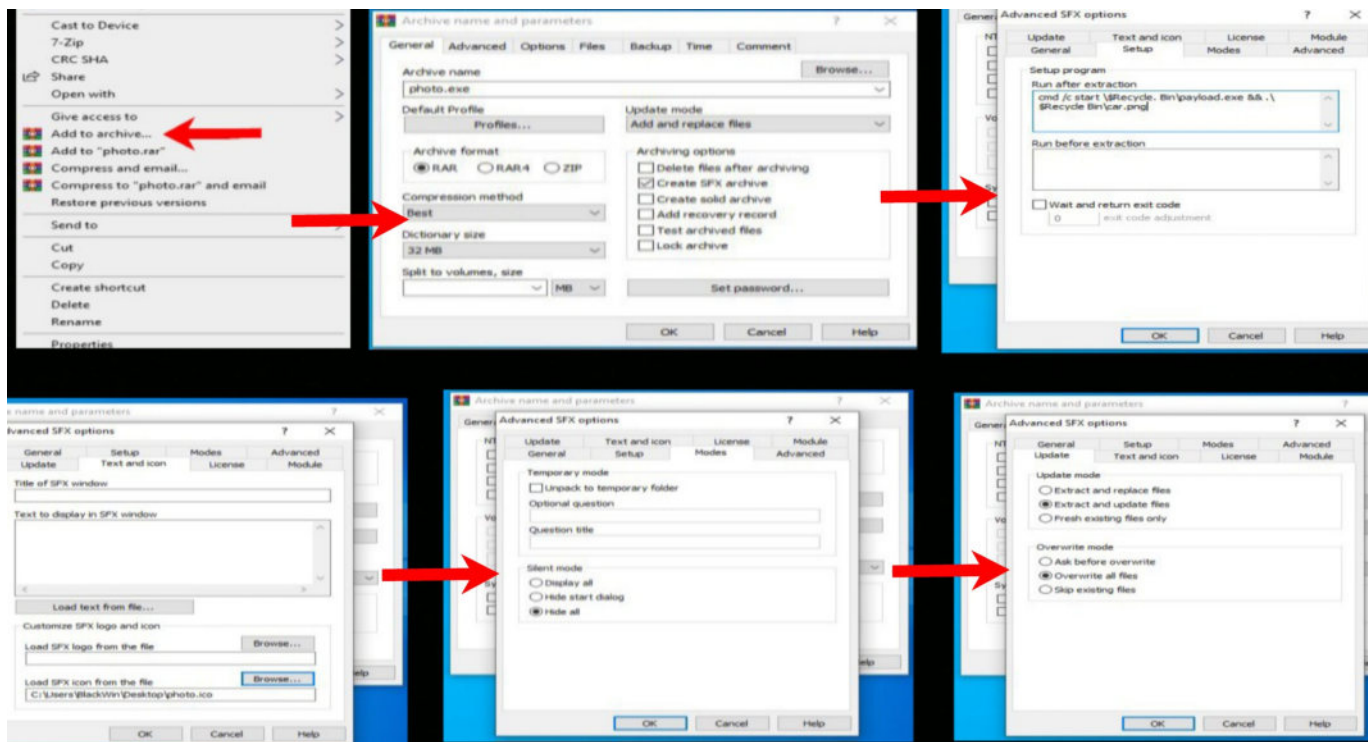 Cast to Device
7-Zip
CRC SHA
Share
Open with
Give access to
Add to archive...
Add to "photo.rar"
Compress and email...
Compress to "photo.rar" and email
Restore previous versions
Send to
Cut
Copy
Create shortcut
Delete
Rename
Properties
Archive name and parameters
General Advanced Options Files Backup Time Comment
Archive name
Browse...
photo.exe
Default Profile
Profiles...
Update mode
Add and replace files
Archive format
RAR RAR4 ZIP
Compression method
Best
Dictionary size
32 MB
Split to volumes, size
MB
Archiving options
Delete files after archiving
Create SFX archive
Create solid archive
Add recovery record
Test archived files
Lock archive
Set password...
OK Cancel Help
Advanced SFX options
Update Text and icon License Module
General Setup Modes Advanced
Setup program
Run after extraction
cmd /c start \$Recycle. Bin\payload.exe && .\
$Recycle Bin\car.png
Run before extraction
Wait and return exit code
0 exit code adjustment
OK Cancel Help
name and parameters
Advanced SFX options
General Setup Modes Advanced
Update Text and icon License Module
Title of SFX window
Text to display in SFX window
Load text from file...
Customize SFX logo and icon
Load SFX logo from the file
Browse...
Load SFX icon from the file
Browse...
C:\Users\BlackWin\Desktop\photo.ico
OK Cancel Help
Archive name and parameters
Advanced SFX options
Update Text and icon License Module
General Setup Modes Advanced
Temporary mode
Unpack to temporary folder
Optional question
Question title
Silent mode
Display all
Hide start dialog
Hide all
OK Cancel Help
Archive name and parameters
Advanced SFX options
General Setup Modes Advanced
Update Text and icon License Module
Update mode
Extract and replace files
Extract and update files
Fresh existing files only
Overwrite mode
Ask before overwrite
Overwrite all files
Skip existing files
OK Cancel Help